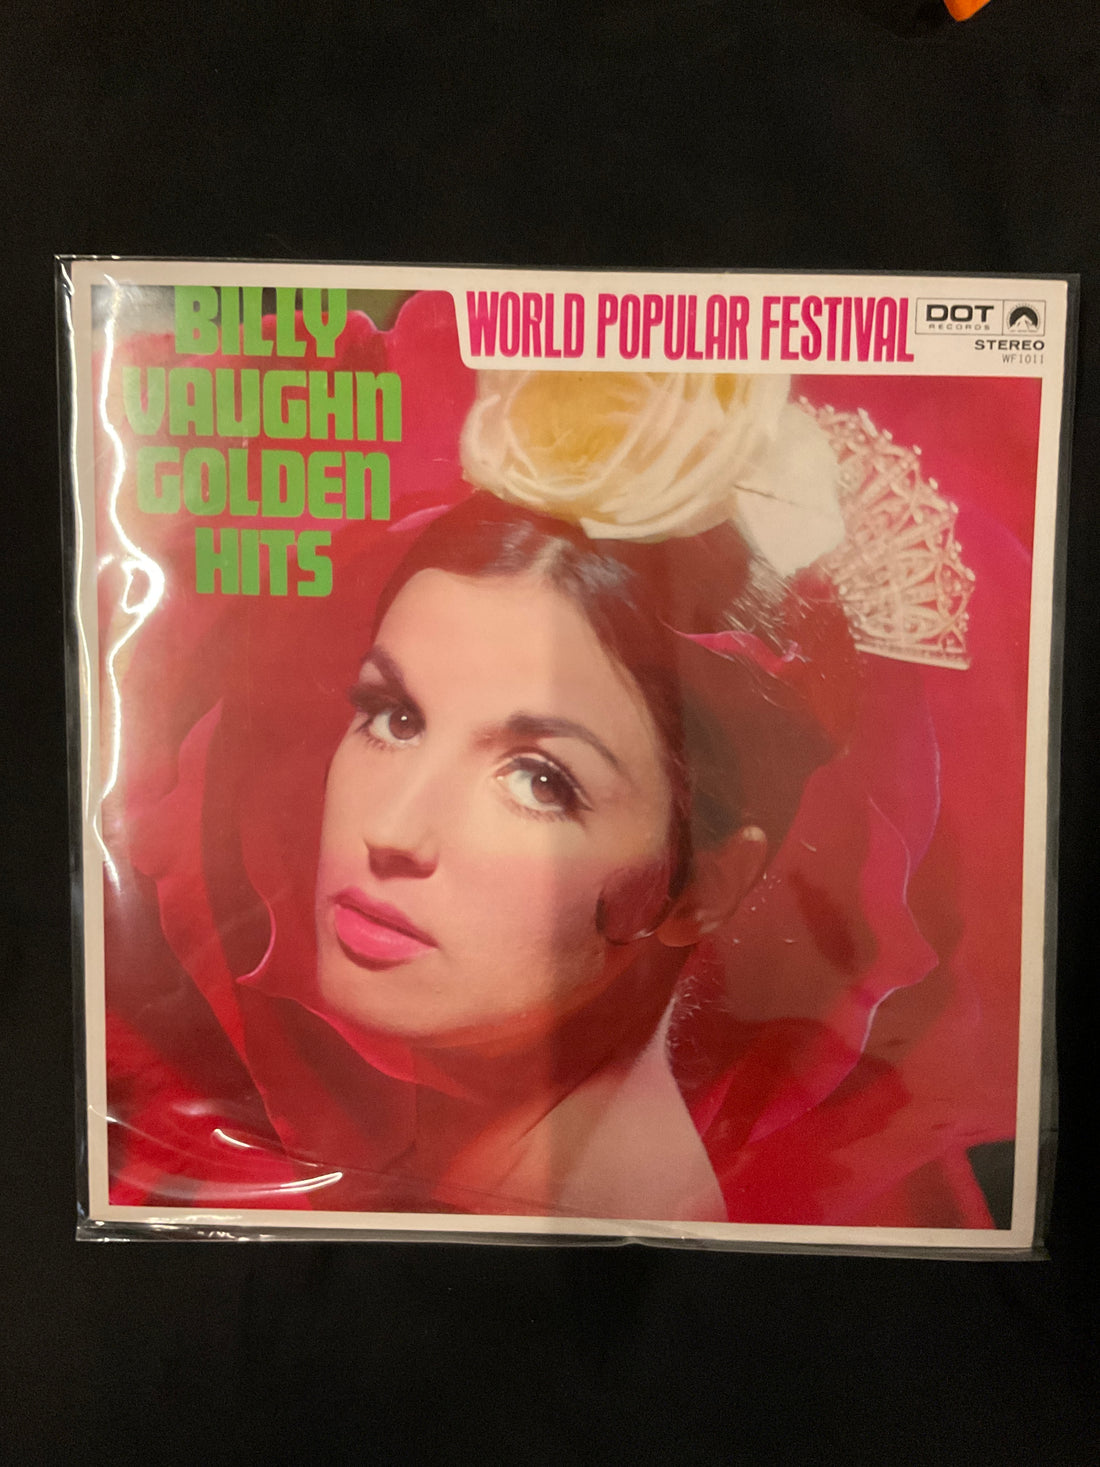 BILLY
VAUGHN
GOLDEN
HITS
WORLD POPULAR FESTIVAL
DOT
RECORDS
STEREO
WF1011